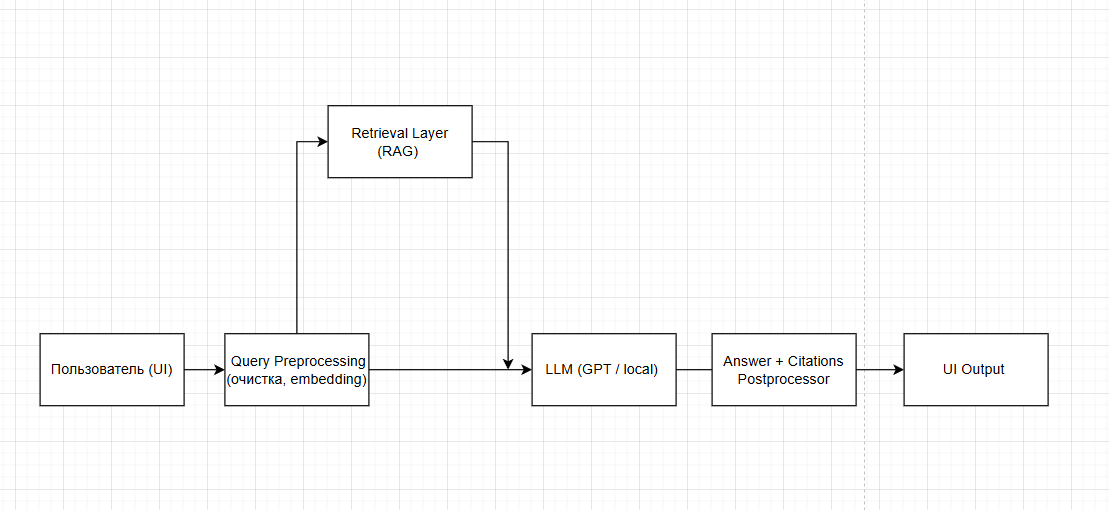 Retrieval Layer
(RAG)
Пользователь (UI)
Query Preprocessing
(очистка, embedding)
LLM (GPT / local)
Answer + Citations
Postprocessor
UI Output